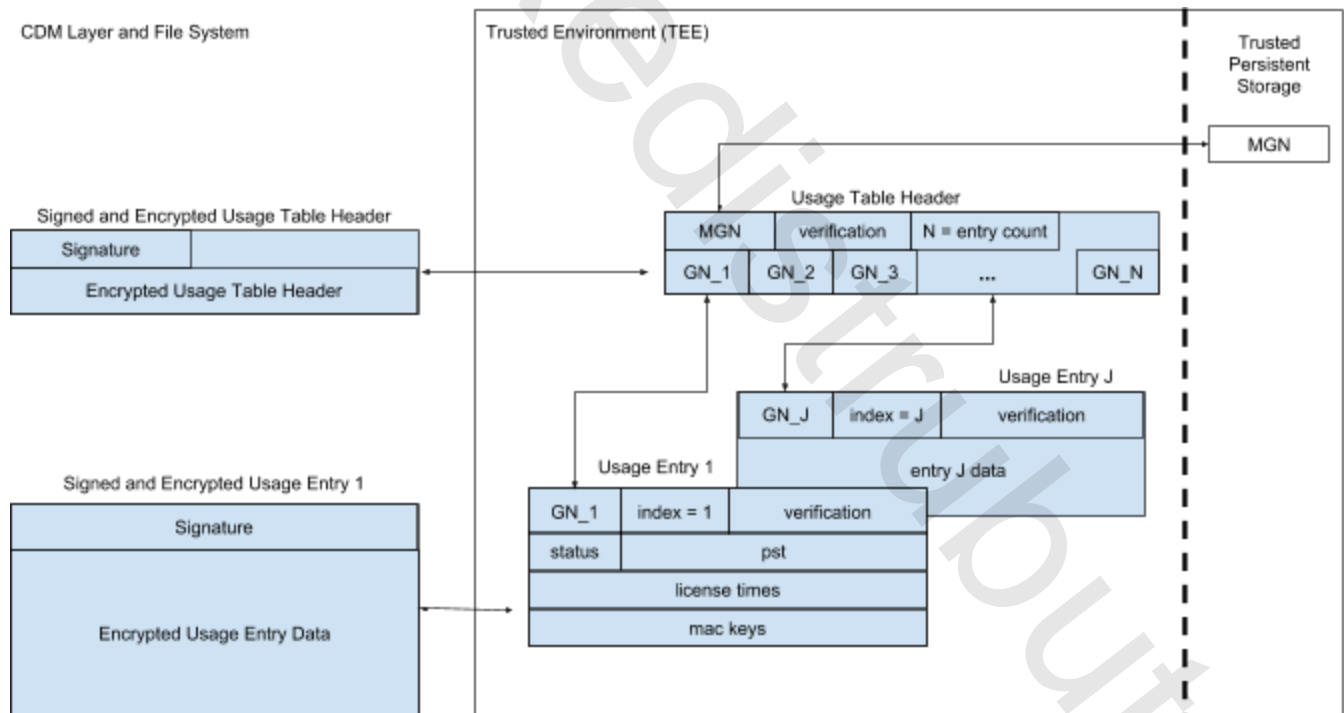 CDM Layer and File System
Trusted Environment (TEE)
Trusted
Persistent
Storage
MGN
Usage Table Header
MGN verification N = entry count
GN_1 GN_2 GN_3 ... GN_N
Signed and Encrypted Usage Table Header
Signature
Encrypted Usage Table Header
Usage Entry J
GN_J index = J verification
entry J data
Usage Entry 1
GN_1 index = 1 verification
status pst
license times
mac keys
Signed and Encrypted Usage Entry 1
Signature
Encrypted Usage Entry Data